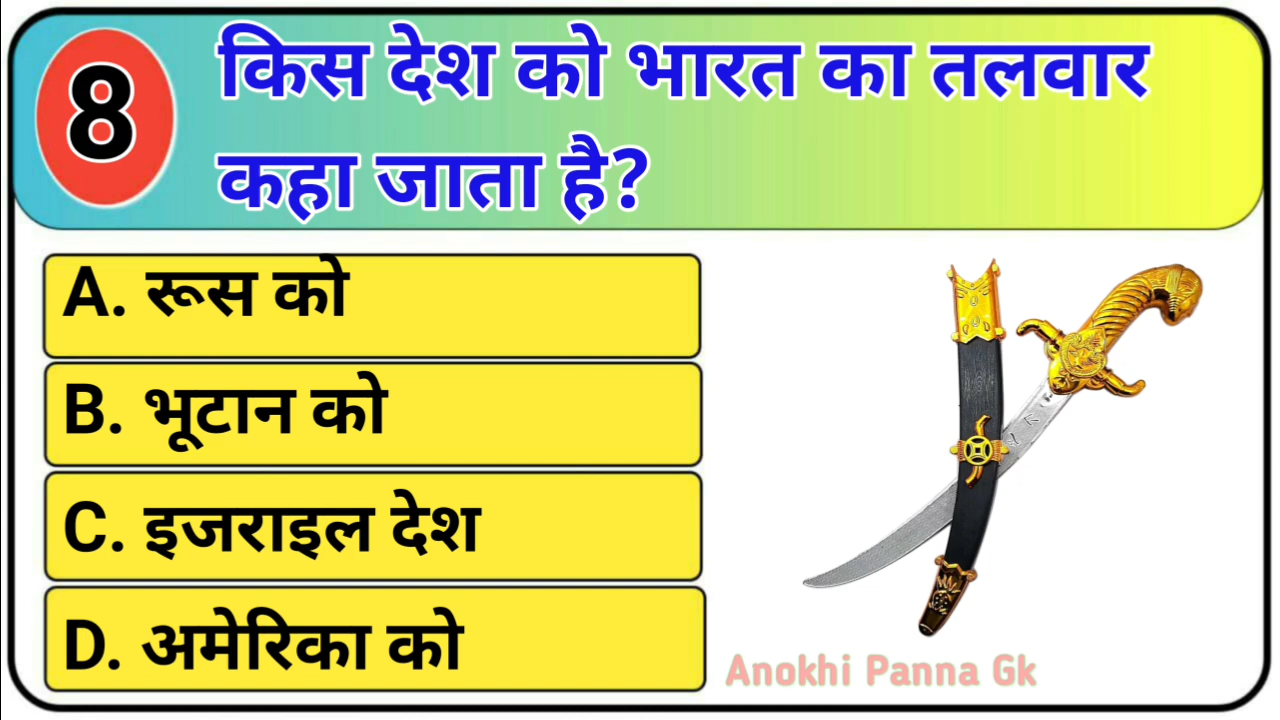 8
किस देश को भारत का तलवार
कहा जाता है?
A. रूस को
B. भूटान को
C. इजराइल देश
D. अमेरिका को
Anokhi Panna Gk